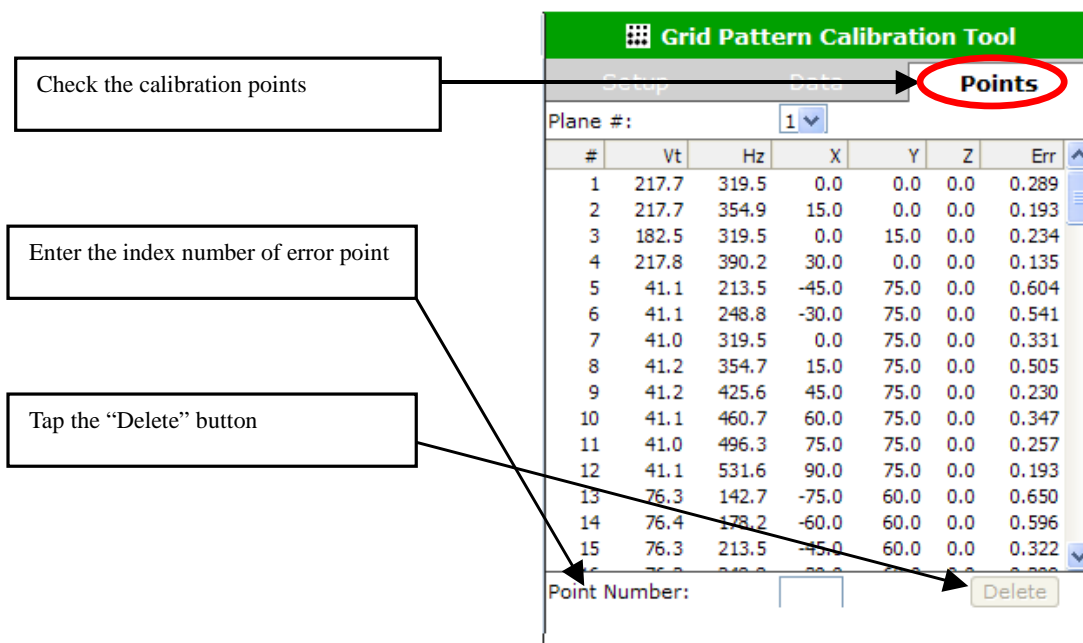 Grid Pattern Calibration Tool
Check the calibration points
Setup Data Points
Plane #: 1
# Vt Hz X Y Z Err
1 217.7 319.5 0.0 0.0 0.0 0.289
2 217.7 354.9 15.0 0.0 0.0 0.193
3 182.5 319.5 0.0 15.0 0.0 0.234
4 217.8 390.2 30.0 0.0 0.0 0.135
5 41.1 213.5 -45.0 75.0 0.0 0.604
6 41.1 248.8 -30.0 75.0 0.0 0.541
7 41.0 319.5 0.0 75.0 0.0 0.331
8 41.2 354.7 15.0 75.0 0.0 0.505
9 41.2 425.6 45.0 75.0 0.0 0.230
10 41.1 460.7 60.0 75.0 0.0 0.347
11 41.0 496.3 75.0 75.0 0.0 0.257
12 41.1 531.6 90.0 75.0 0.0 0.193
13 76.3 142.7 -75.0 60.0 0.0 0.650
14 76.4 178.2 -60.0 60.0 0.0 0.596
15 76.3 213.5 -45.0 60.0 0.0 0.322
Enter the index number of error point
Tap the “Delete” button
Point Number: Delete